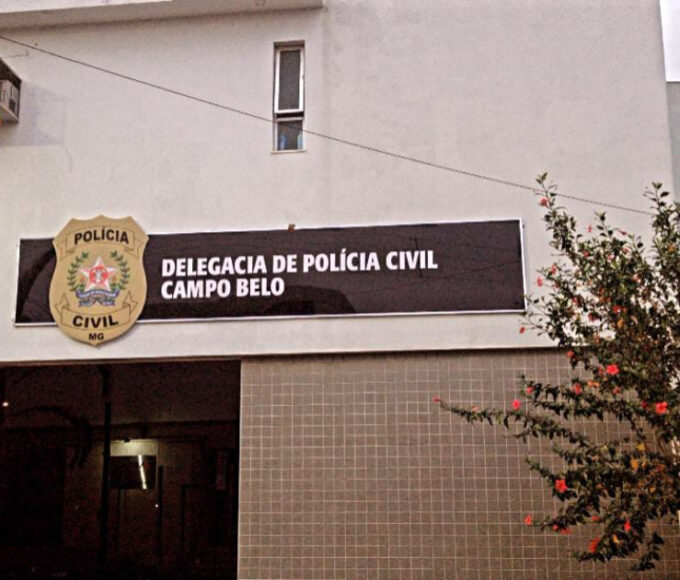 POLÍCIA
CIVIL
MG
DELEGACIA DE POLÍCIA CIVIL
CAMPO BELO